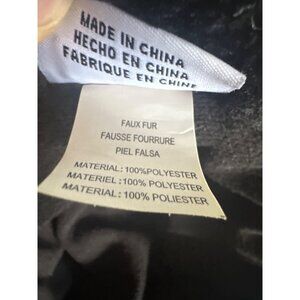 MADE IN CHINA
HECHO EN CHINA
FABRIQUE EN CHINE
FAUX FUR
FAUSSE FOURRURE
PIEL FALSA
MATERIAL:100%POLYESTER
MATERIEL:100% POLYESTER
MATERIAL: 100% POLIESTER